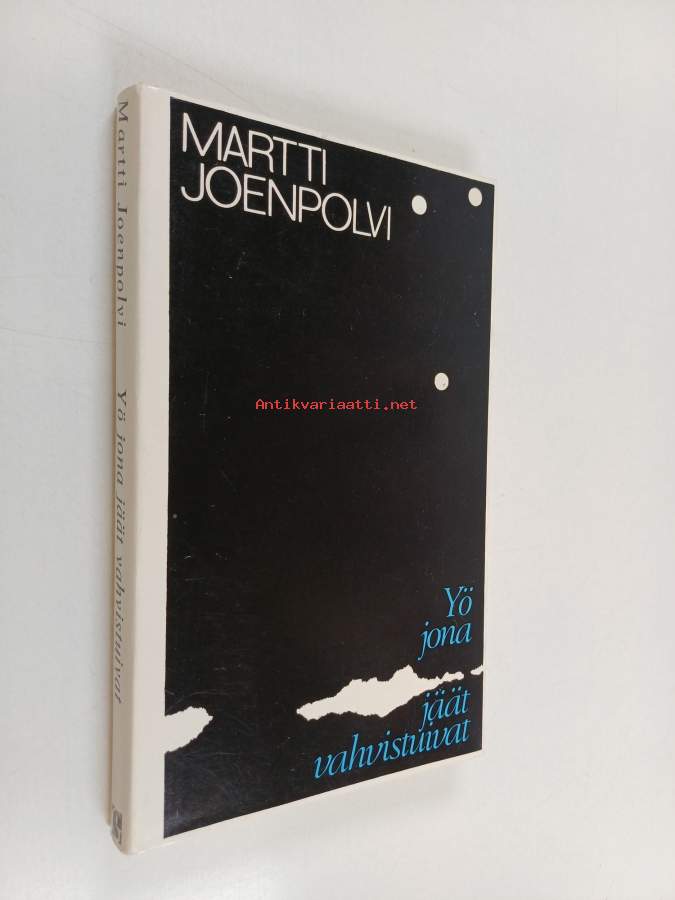 MARTTI
JOENPOLVI
Antikvariaatti.net
Yö
jona
jäät
vahvistuivat
Martti Joenpolvi Yö jona jäät vahvistuivat